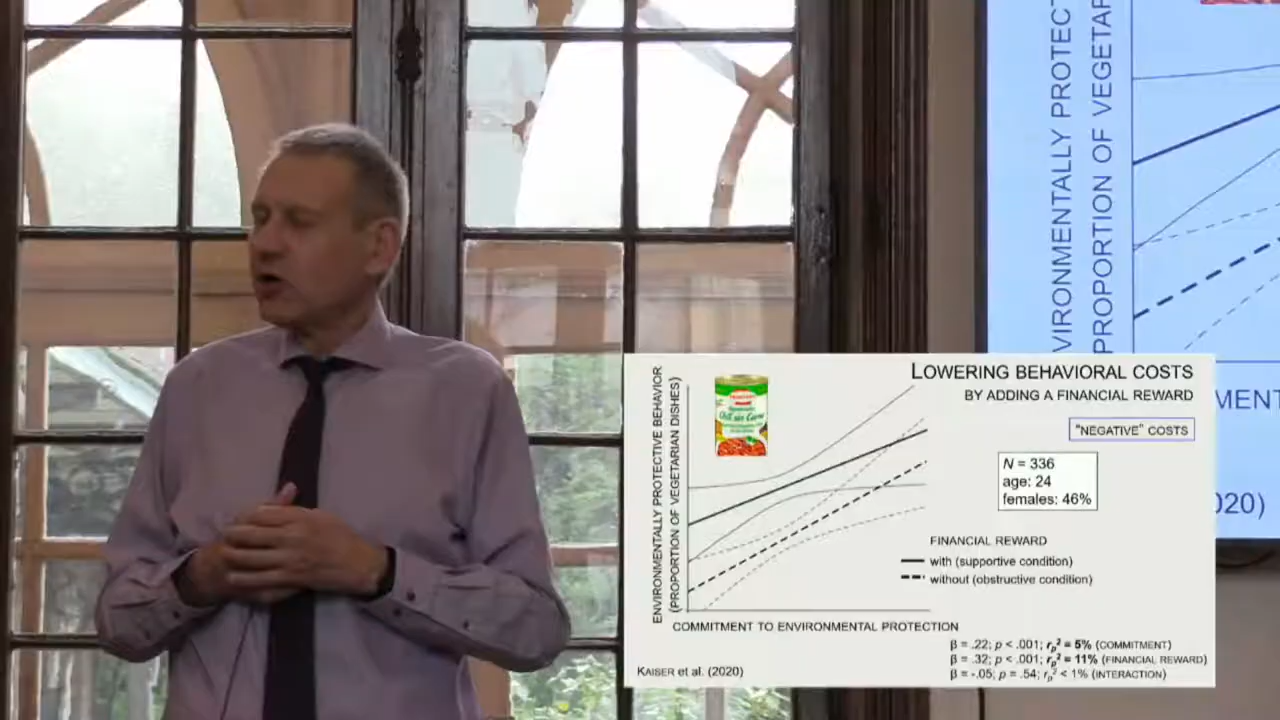 LOWERING BEHAVIORAL COSTS
BY ADDING A FINANCIAL REWARD
"NEGATIVE" COSTS
N = 336
age: 24
females: 46%
FINANCIAL REWARD
with (supportive condition)
without (obstructive condition)
ENVIRONMENTALLY PROTECTIVE BEHAVIOR
(PROPORTION OF VEGETARIAN DISHES)
Chili sin Carne
COMMITMENT TO ENVIRONMENTAL PROTECTION
β = .22; p < .001; rp² = 5% (COMMITMENT)
β = .32; p < .001; rp² = 11% (FINANCIAL REWARD)
β = -.05; p = .54; rp² < 1% (INTERACTION)
KAISER et al. (2020)
VIRONMENTALLY PROTECT
PROPORTION OF VEGETAR
MENT
020)